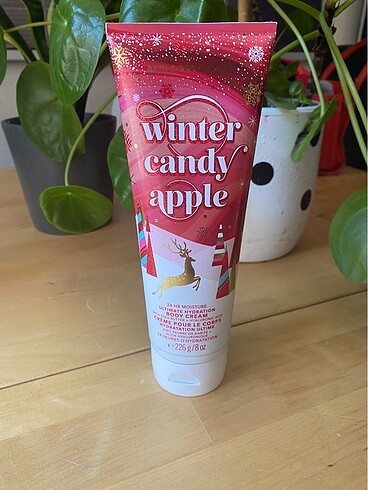 winter
candy
apple
24 HR MOISTURE
ULTIMATE HYDRATION
BODY CREAM
CRÈME POUR LE CORPS
HYDRATATION ULTIME
24 HEURES D'HYDRATATION
226 g / 8 oz